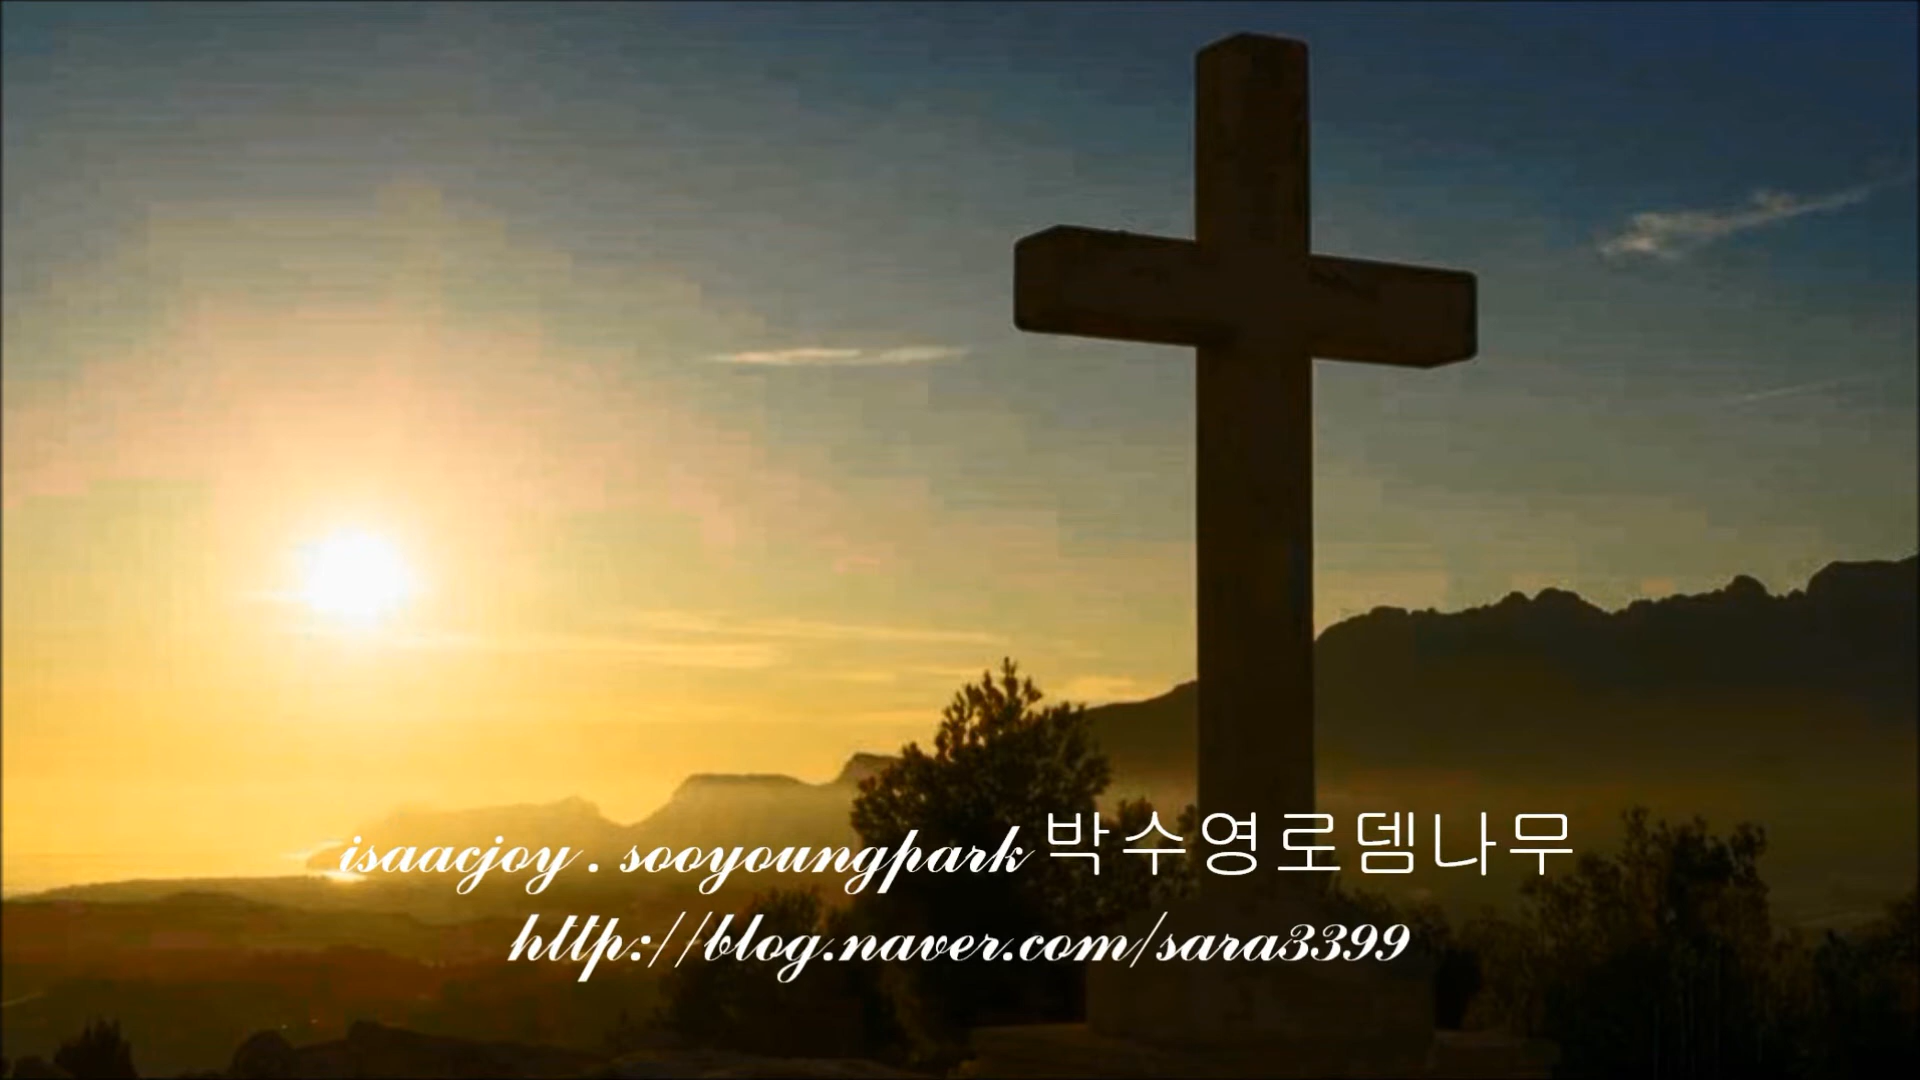 isaacjoy . sooyoungpark 박수영로뎀나무
http://blog.naver.com/sara3399